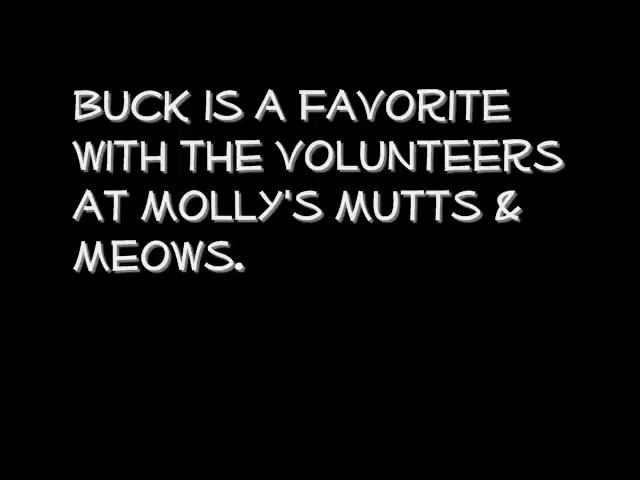 BUCK IS A FAVORITE
WITH THE VOLUNTEERS
AT MOLLY'S MUTTS &
MEOWS.